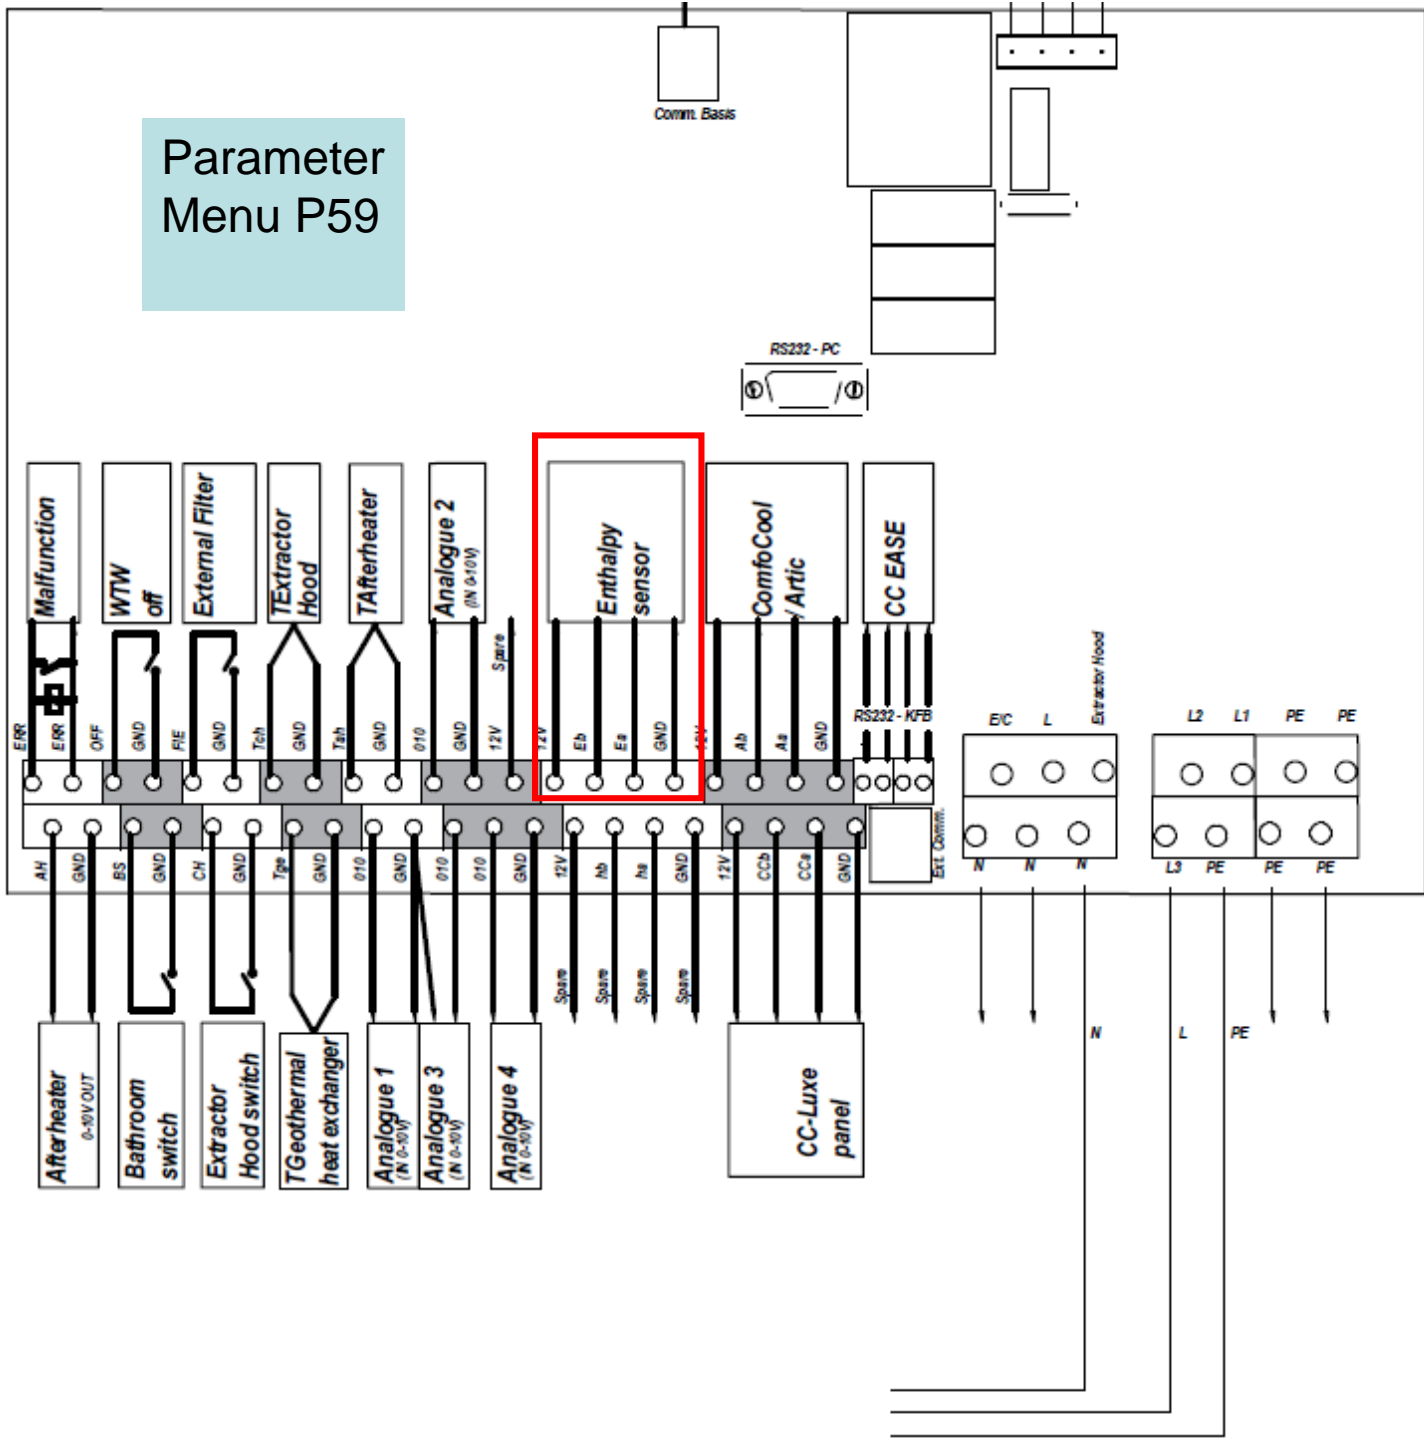 Comm. Basis
Parameter
Menu P59
RS232 - PC
Malfunction
WTW
off
External Filter
TExtractor
Hood
TAfterheater
Analogue 2
(IN 0-10V)
Spare
Enthalpy
sensor
ComfoCool
/ Artic
CC EASE
RS232 - KFB
ERR
ERR
OFF
GND
FIE
GND
Tch
GND
Tah
GND
010
GND
12V
12V
Eb
Ea
GND
12V
Ab
Aa
GND
E/C
L
Extractor Hood
L2
L1
PE
PE
AH
GND
BS
GND
CH
GND
Tge
GND
010
GND
010
010
GND
12V
hb
ha
GND
12V
CCb
CCa
GND
Ext. Comm.
N
N
N
L3
PE
PE
PE
Spare
Spare
Spare
Spare
N
L
PE
Afterheater
0-10V OUT
Bathroom
switch
Extractor
Hood switch
TGeothermal
heat exchanger
Analogue 1
(IN 0-10V)
Analogue 3
(IN 0-10V)
Analogue 4
(IN 0-10V)
CC-Luxe
panel